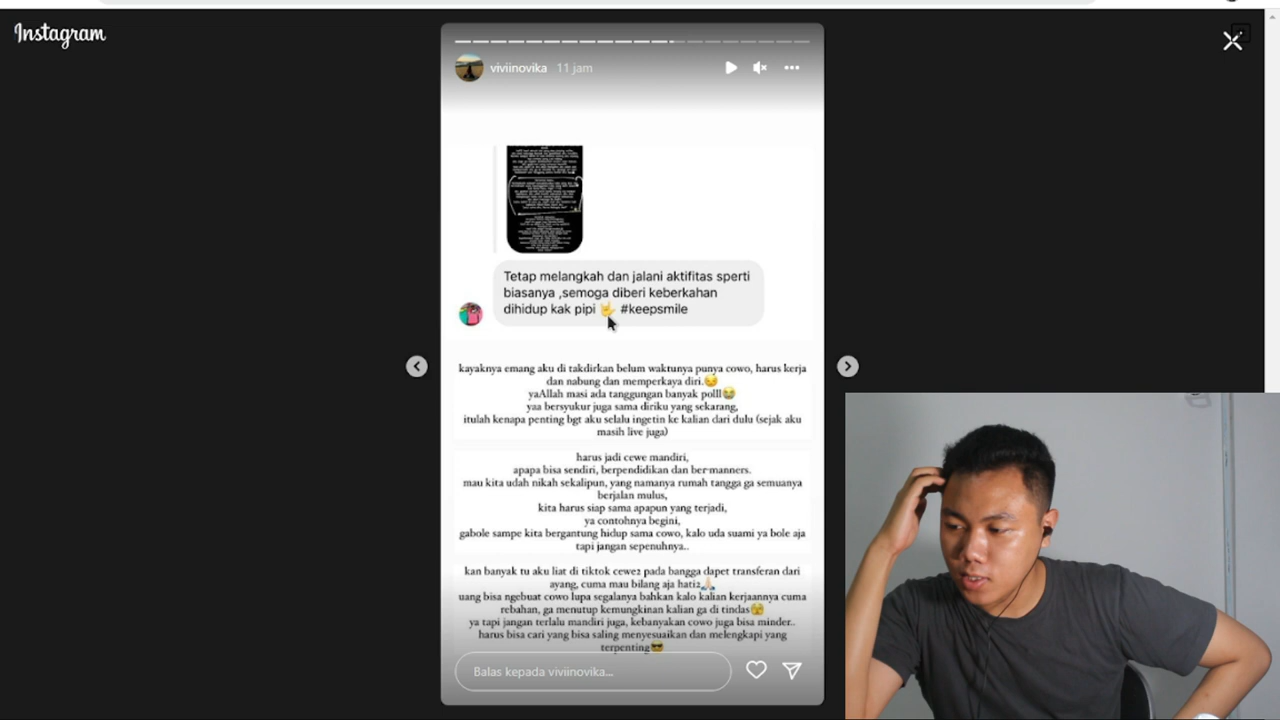 Instagram
viviinovika 11 jam
Tetap melangkah dan jalani aktifitas sperti
biasanya ,semoga diberi keberkahan
dihidup kak pipi 🤟 #keepsmile
kayaknya emang aku di takdirkan belum waktunya punya cowo, harus kerja
dan nabung dan memperkaya diri.😔
yaAllah masi ada tanggungan banyak polll😭
yaa bersyukur juga sama diriku yang sekarang,
itulah kenapa penting bgt aku selalu ingetin ke kalian dari dulu (sejak aku
masih live juga)
harus jadi cewe mandiri,
apapa bisa sendiri, berpendidikan dan ber-manners.
mau kita udah nikah sekalipun, yang namanya rumah tangga ga semuanya
berjalan mulus,
kita harus siap sama apapun yang terjadi,
ya contohnya begini,
gabole sampe kita bergantung hidup sama cowo, kalo uda suami ya bole aja
tapi jangan sepenuhnya..
kan banyak tu aku liat di tiktok cewe2 pada bangga dapet transferan dari
ayang, cuma mau bilang aja hati2🙏🏻
uang bisa ngebuat cowo lupa segalanya bahkan kalo kalian kerjaannya cuma
rebahan, ga menutup kemungkinan kalian ga di tindas🫣
ya tapi jangan terlalu mandiri juga, kebanyakan cowo juga bisa minder..
harus bisa cari yang bisa saling menyesuaikan dan melengkapi yang
terpenting😎
Balas kepada viviinovika...